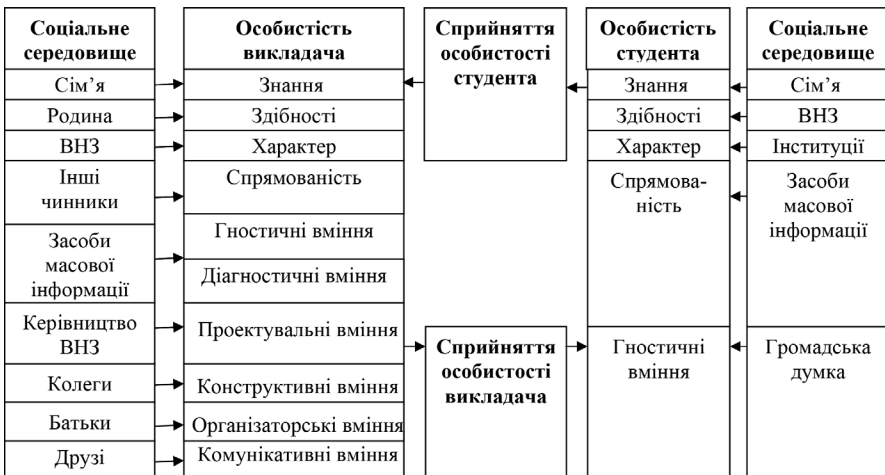 Соціальне
середовище
Сім’я
Родина
ВНЗ
Інші
чинники
Засоби
масової
інформації
Керівництво
ВНЗ
Колеги
Батьки
Друзі
Особистість
викладача
Знання
Здібності
Характер
Спрямованість
Гностичні вміння
Діагностичні вміння
Проектувальні вміння
Конструктивні вміння
Організаторські вміння
Комунікативні вміння
Сприйняття
особистості
студента
Сприйняття
особистості
викладача
Особистість
студента
Знання
Здібності
Характер
Спрямова-
ність
Гностичні
вміння
Соціальне
середовище
Сім’я
ВНЗ
Інституції
Засоби
масової
інформації
Громадська
думка